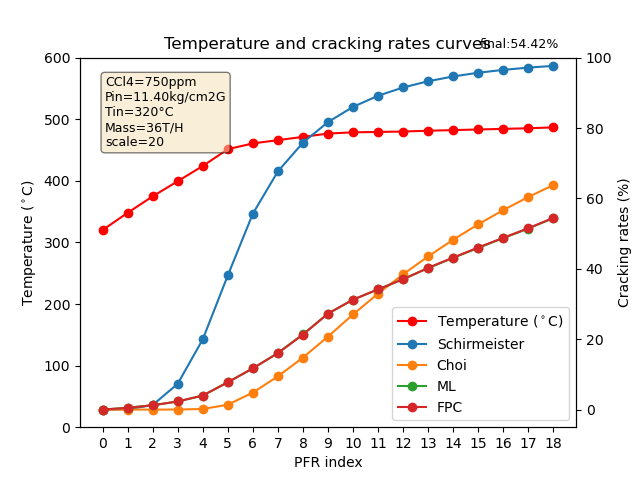 Temperature and cracking rates curves
final:54.42%
CCl4=750ppm
Pin=11.40kg/cm2G
Tin=320°C
Mass=36T/H
scale=20
Temperature (°C)
600
500
400
300
200
100
0
100
80
60
40
20
0
Cracking rates (%)
Temperature (°C)
Schirmeister
Choi
ML
FPC
0 1 2 3 4 5 6 7 8 9 10 11 12 13 14 15 16 17 18
PFR index